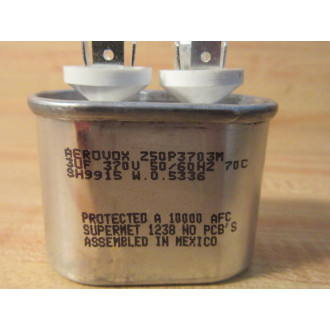 AEROVOX Z50P3703M
3UF 370V 50/60HZ 70C
SH9915 W.O.5336
PROTECTED A 10000 AFC
SUPERMET 1238 NO PCB'S
ASSEMBLED IN MEXICO